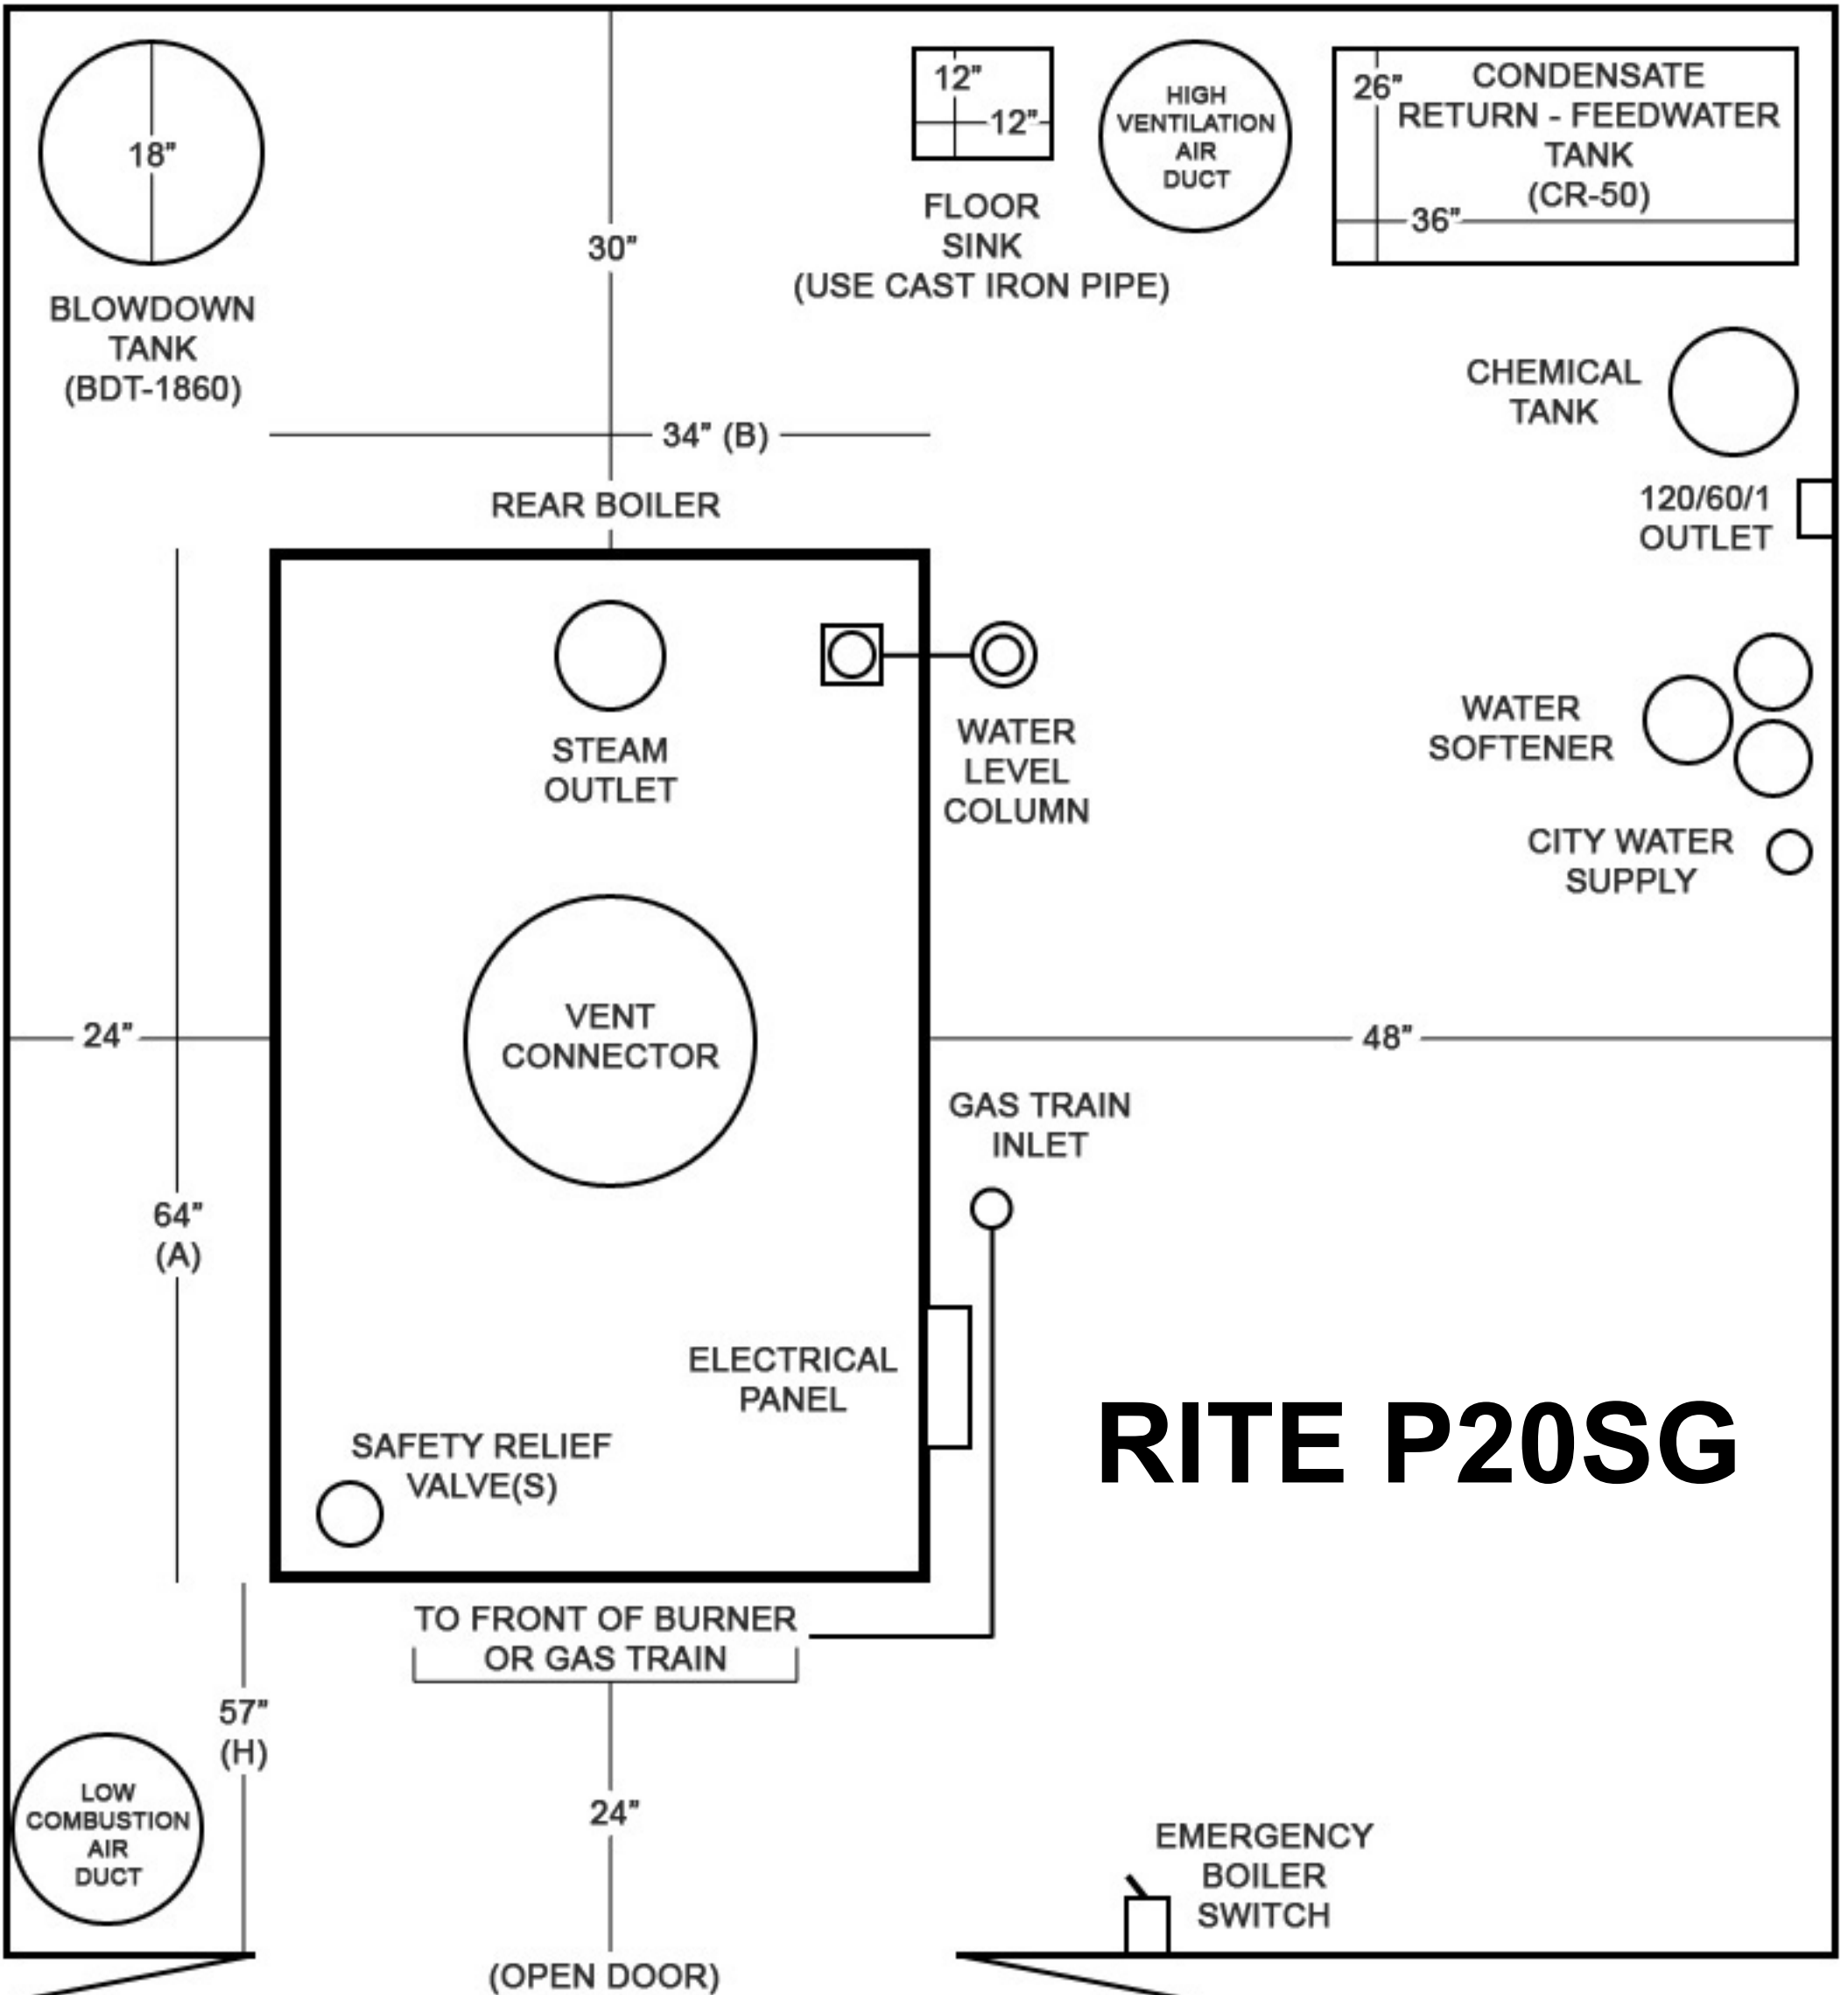 18”
BLOWDOWN
TANK
(BDT-1860)
30”
12”
12”
FLOOR
SINK
(USE CAST IRON PIPE)
HIGH
VENTILATION
AIR
DUCT
26”
CONDENSATE
RETURN - FEEDWATER
TANK
(CR-50)
36”
CHEMICAL
TANK
120/60/1
OUTLET
34” (B)
REAR BOILER
STEAM
OUTLET
WATER
LEVEL
COLUMN
WATER
SOFTENER
CITY WATER
SUPPLY
24”
VENT
CONNECTOR
48”
GAS TRAIN
INLET
64”
(A)
ELECTRICAL
PANEL
RITE P20SG
SAFETY RELIEF
VALVE(S)
TO FRONT OF BURNER
OR GAS TRAIN
57”
(H)
LOW
COMBUSTION
AIR
DUCT
24”
EMERGENCY
BOILER
SWITCH
(OPEN DOOR)